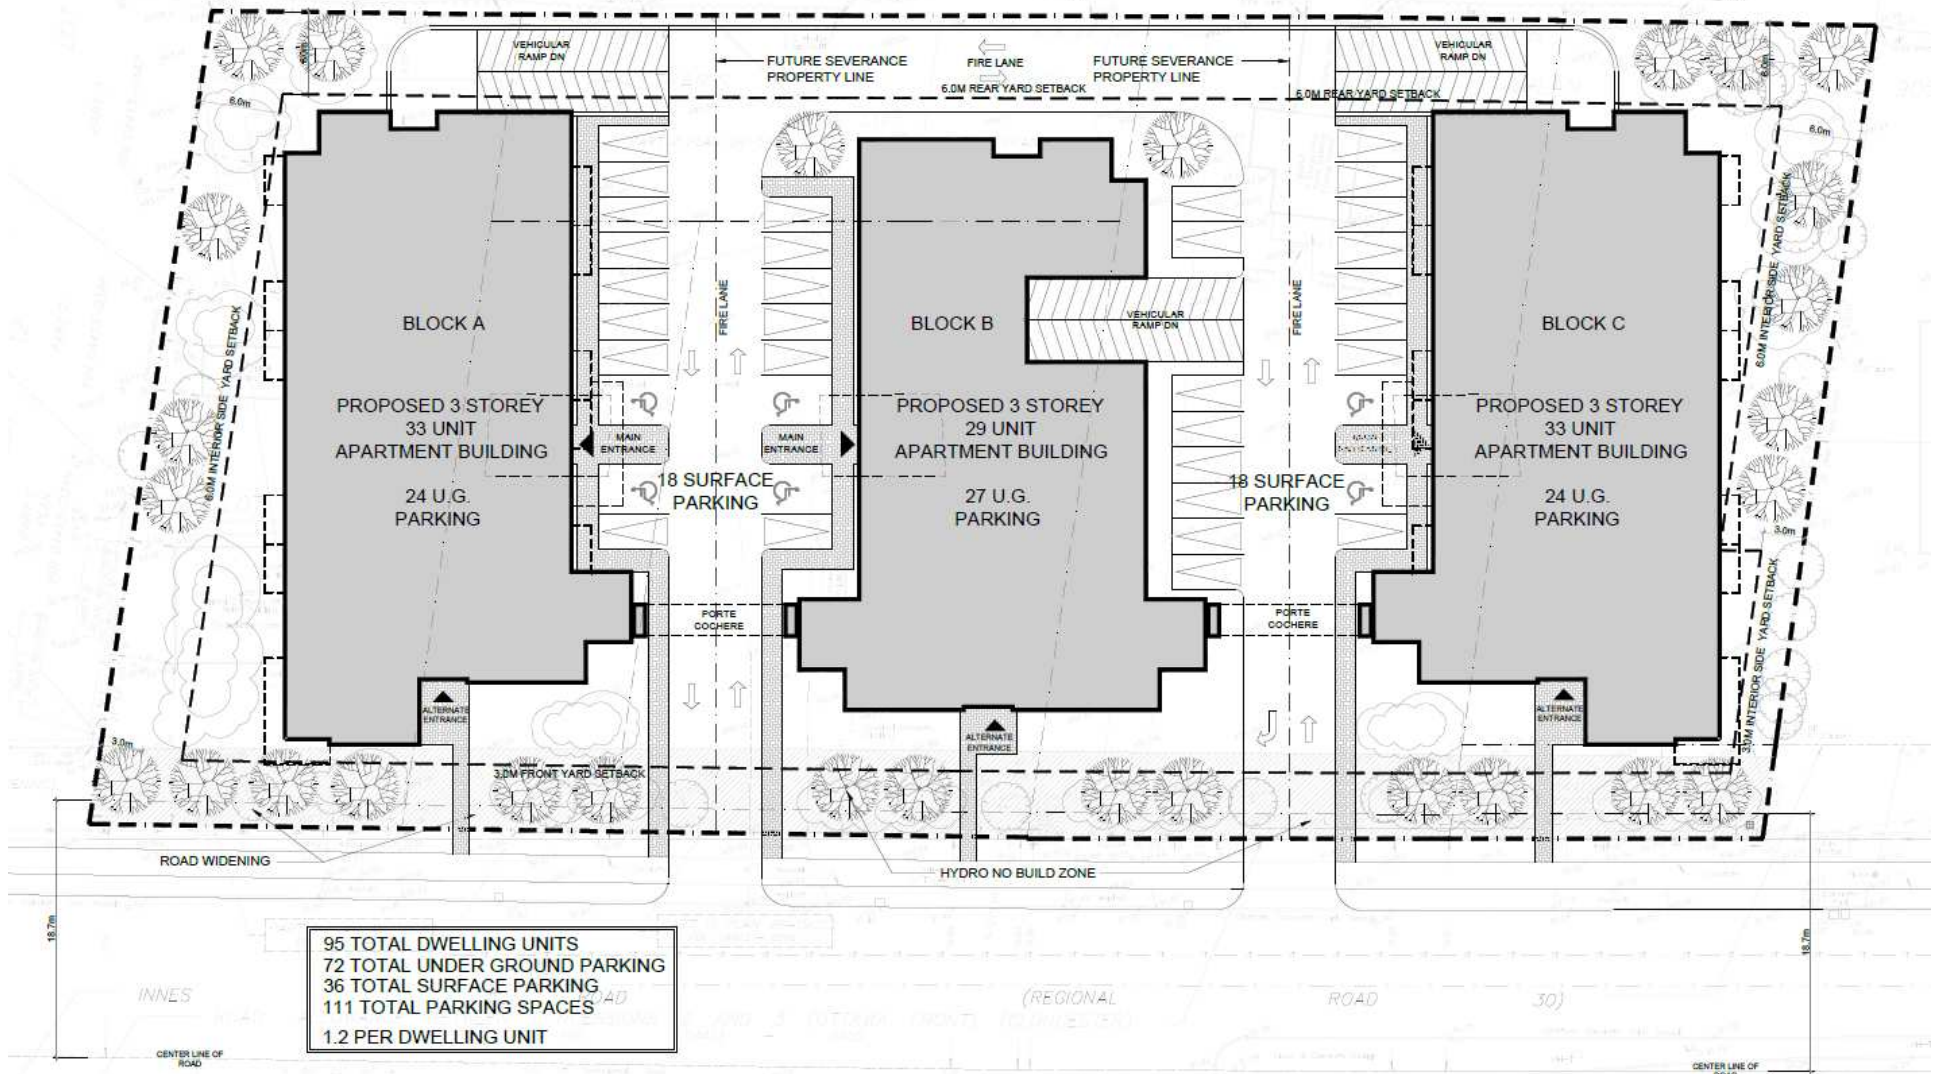 VEHICULAR
RAMP DN
FUTURE SEVERANCE
PROPERTY LINE
FIRE LANE
FUTURE SEVERANCE
PROPERTY LINE
VEHICULAR
RAMP DN
6.0M REAR YARD SETBACK
6.0M REAR YARD SETBACK
6.0m
6.0m
6.0m
6.0m
6.0M INTERIOR SIDE YARD SETBACK
BLOCK A
PROPOSED 3 STOREY
33 UNIT
APARTMENT BUILDING
24 U.G.
PARKING
FIRE LANE
MAIN
ENTRANCE
MAIN
ENTRANCE
18 SURFACE
PARKING
BLOCK B
PROPOSED 3 STOREY
29 UNIT
APARTMENT BUILDING
27 U.G.
PARKING
VEHICULAR
RAMP DN
FIRE LANE
18 SURFACE
PARKING
MAIN
ENTRANCE
BLOCK C
PROPOSED 3 STOREY
33 UNIT
APARTMENT BUILDING
24 U.G.
PARKING
6.0M INTERIOR SIDE YARD SETBACK
3.0m
3.0M INTERIOR SIDE YARD SETBACK
PORTE
COCHERE
PORTE
COCHERE
ALTERNATE
ENTRANCE
ALTERNATE
ENTRANCE
ALTERNATE
ENTRANCE
3.0m
3.0M FRONT YARD SETBACK
ROAD WIDENING
HYDRO NO BUILD ZONE
18.7m
18.7m
95 TOTAL DWELLING UNITS
72 TOTAL UNDER GROUND PARKING
36 TOTAL SURFACE PARKING
111 TOTAL PARKING SPACES
1.2 PER DWELLING UNIT
INNES ROAD (REGIONAL ROAD 30)
CENTER LINE OF
ROAD
CENTER LINE OF